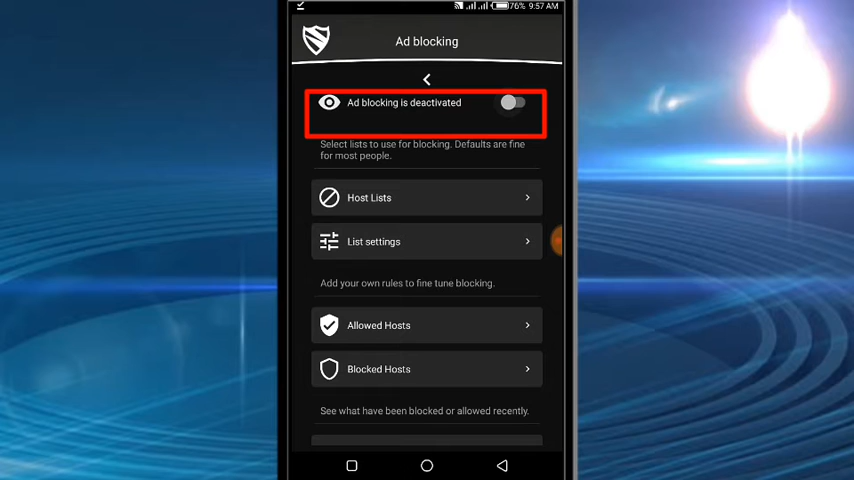 76% 9:57 AM
Ad blocking
Ad blocking is deactivated
Select lists to use for blocking. Defaults are fine
for most people.
Host Lists
List settings
Add your own rules to fine tune blocking.
Allowed Hosts
Blocked Hosts
See what have been blocked or allowed recently.